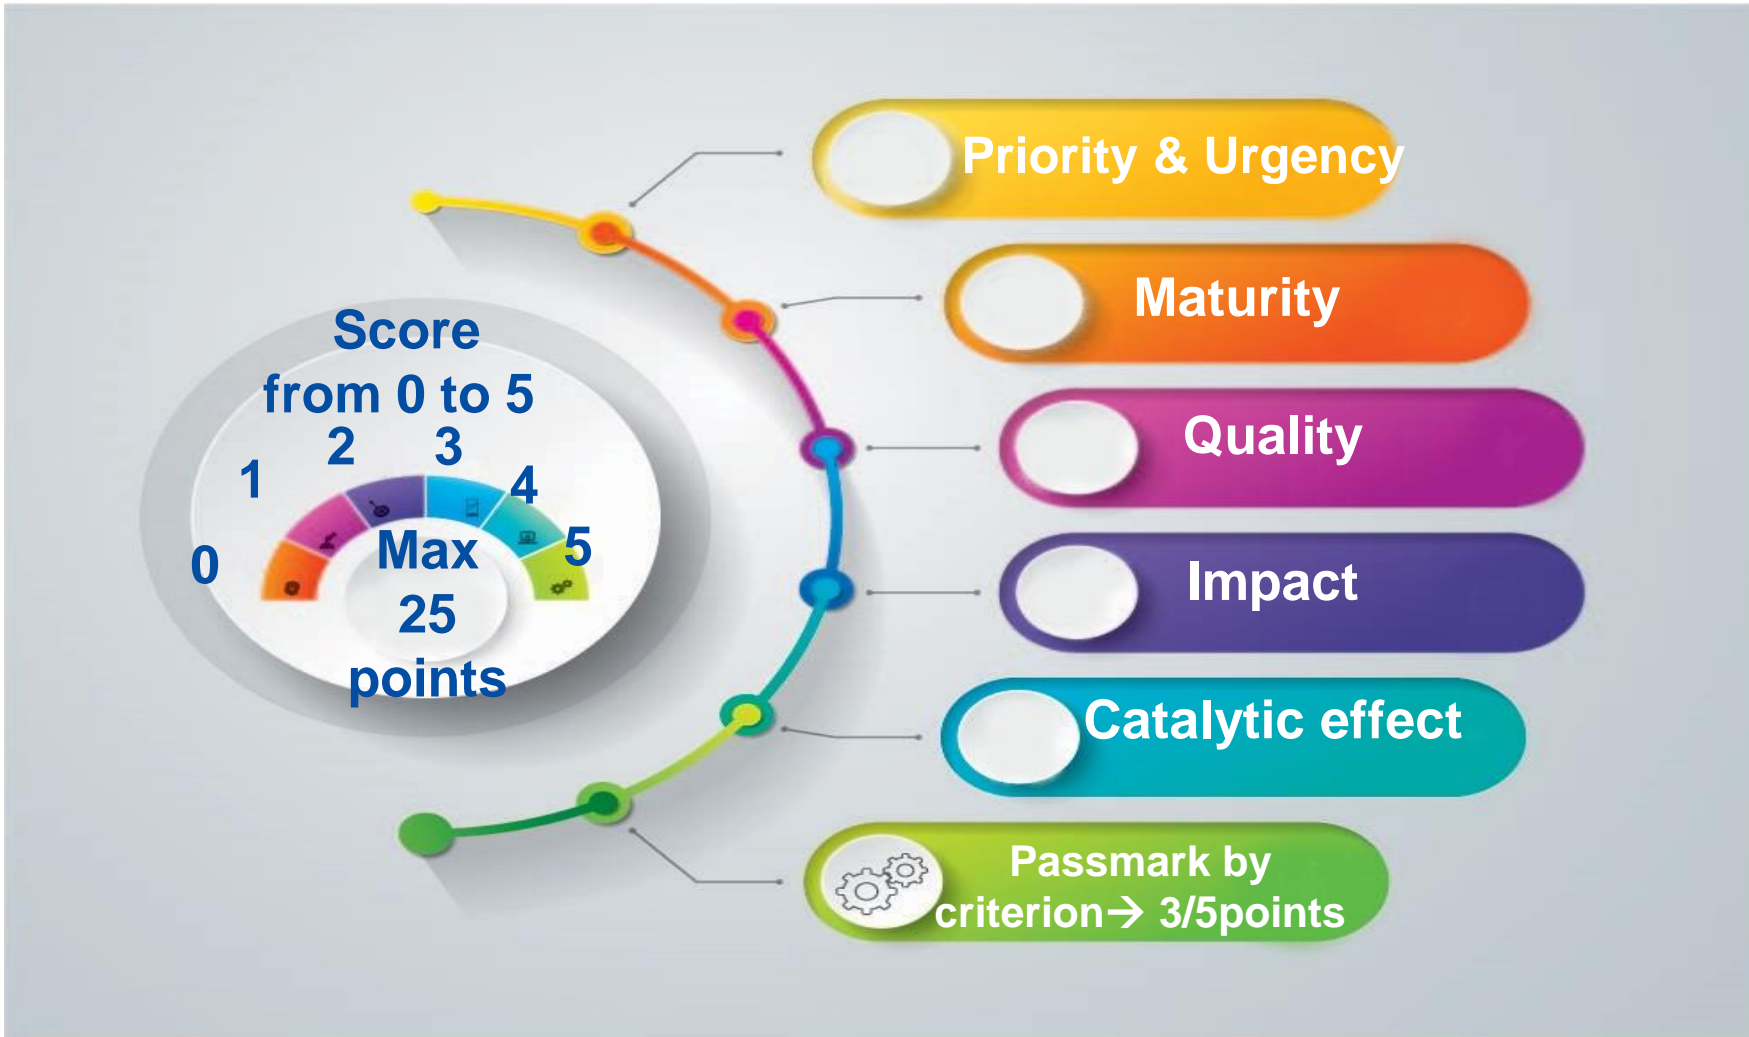 Score
from 0 to 5
0
1
2
3
4
5
Max
25
points
Priority & Urgency
Maturity
Quality
Impact
Catalytic effect
Passmark by
criterion→ 3/5points